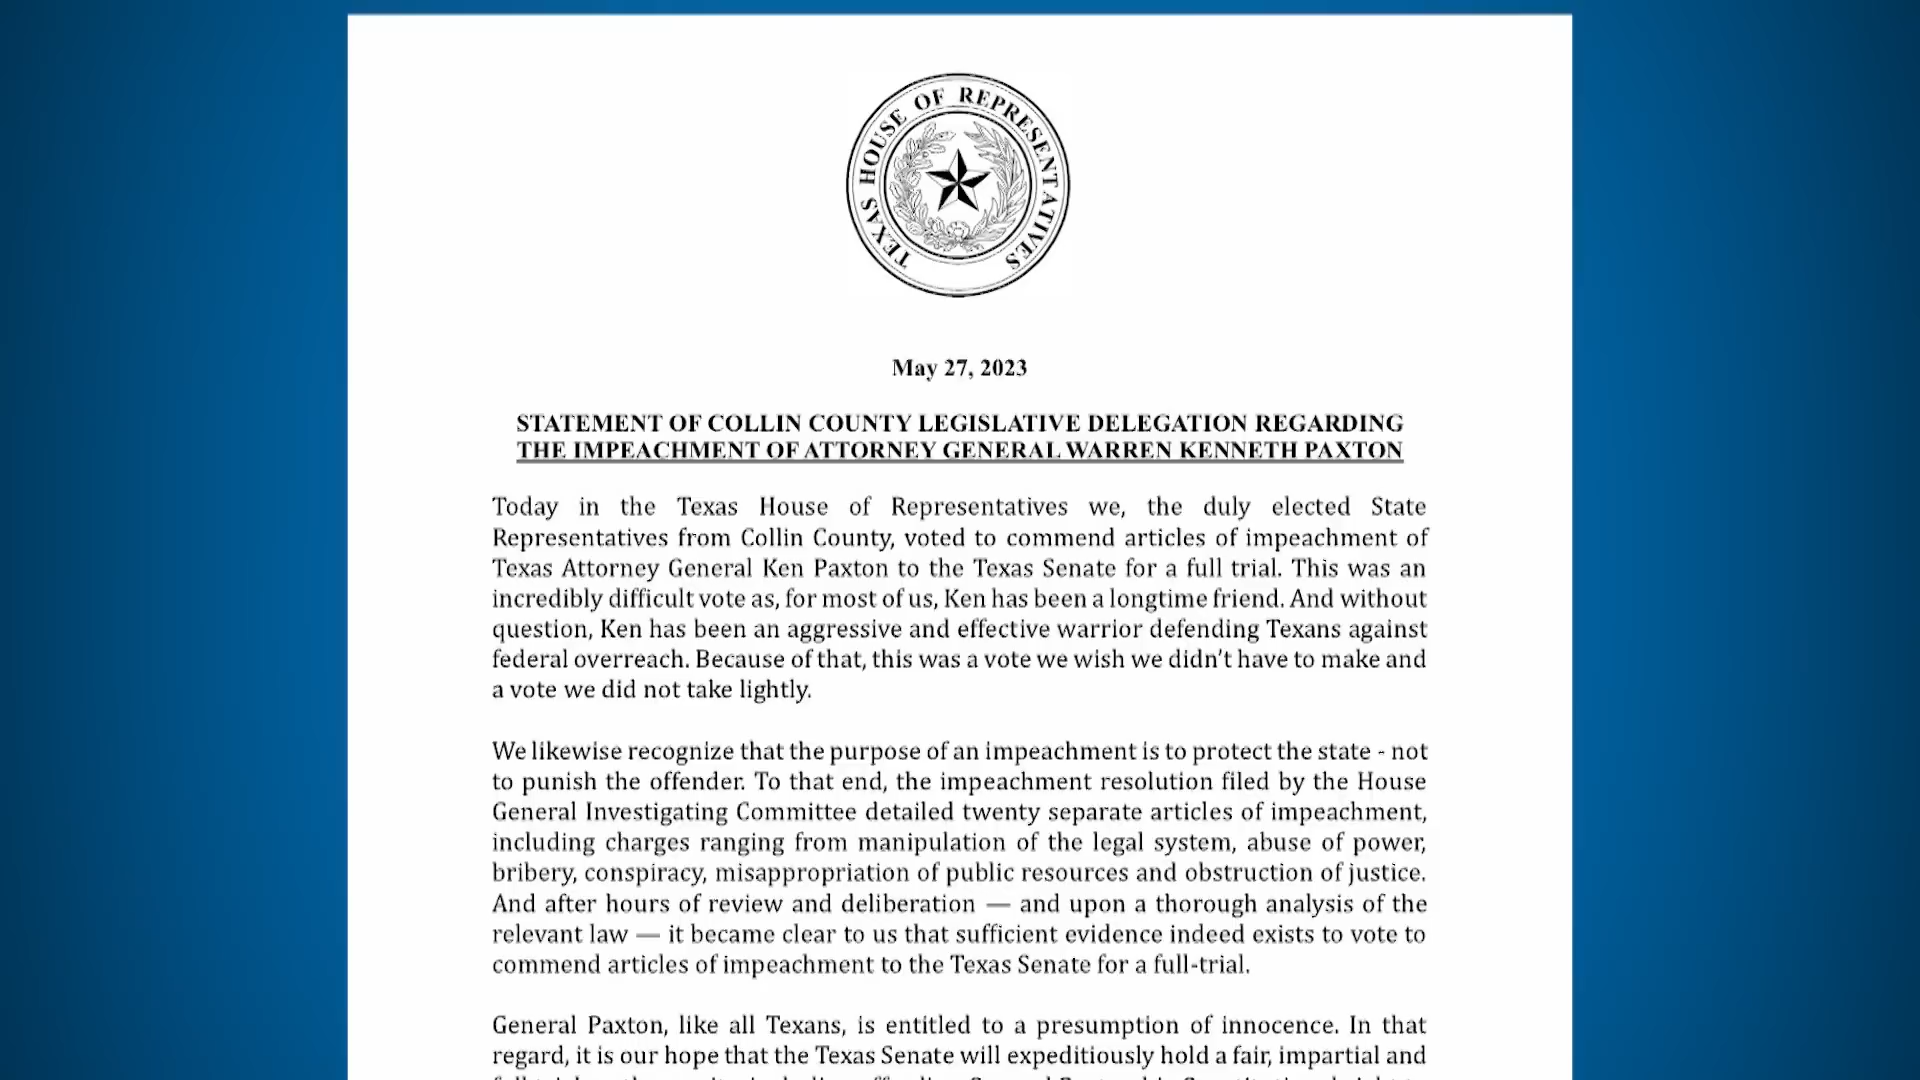 TEXAS HOUSE OF REPRESENTATIVES
May 27, 2023
STATEMENT OF COLLIN COUNTY LEGISLATIVE DELEGATION REGARDING
THE IMPEACHMENT OF ATTORNEY GENERAL WARREN KENNETH PAXTON
Today in the Texas House of Representatives we, the duly elected State
Representatives from Collin County, voted to commend articles of impeachment of
Texas Attorney General Ken Paxton to the Texas Senate for a full trial. This was an
incredibly difficult vote as, for most of us, Ken has been a longtime friend. And without
question, Ken has been an aggressive and effective warrior defending Texans against
federal overreach. Because of that, this was a vote we wish we didn't have to make and
a vote we did not take lightly.
We likewise recognize that the purpose of an impeachment is to protect the state - not
to punish the offender. To that end, the impeachment resolution filed by the House
General Investigating Committee detailed twenty separate articles of impeachment,
including charges ranging from manipulation of the legal system, abuse of power,
bribery, conspiracy, misappropriation of public resources and obstruction of justice.
And after hours of review and deliberation — and upon a thorough analysis of the
relevant law — it became clear to us that sufficient evidence indeed exists to vote to
commend articles of impeachment to the Texas Senate for a full-trial.
General Paxton, like all Texans, is entitled to a presumption of innocence. In that
regard, it is our hope that the Texas Senate will expeditiously hold a fair, impartial and